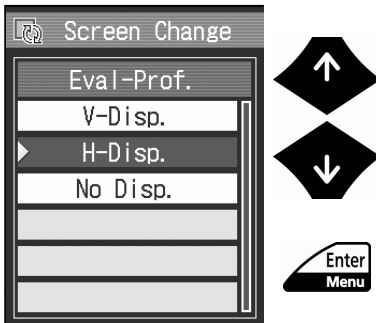 Screen Change
Eval-Prof.
V-Disp.
H-Disp.
No Disp.
Enter
Menu